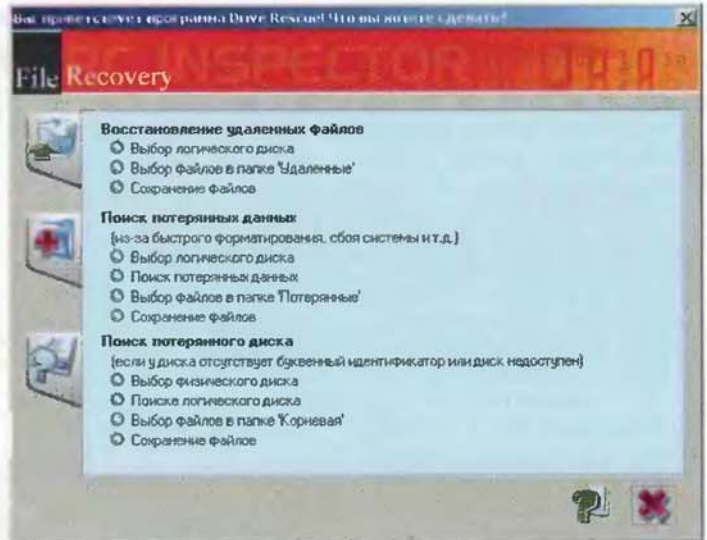 Вас приветствует программа Drive Rescue! Что вы хотите сделать?
PC INSPECTOR
File Recovery
Восстановление удаленных файлов
Выбор логического диска
Выбор файлов в папке 'Удаленные'
Сохранение файлов
Поиск потерянных данных
(из-за быстрого форматирования, сбоя системы и т.д.)
Выбор логического диска
Поиск потерянных данных
Выбор файлов в папке 'Потерянные'
Сохранение файлов
Поиск потерянного диска
(если у диска отсутствует буквенный идентификатор или диск недоступен)
Выбор физического диска
Поиске логического диска
Выбор файлов в папке 'Корневая'
Сохранение файлов